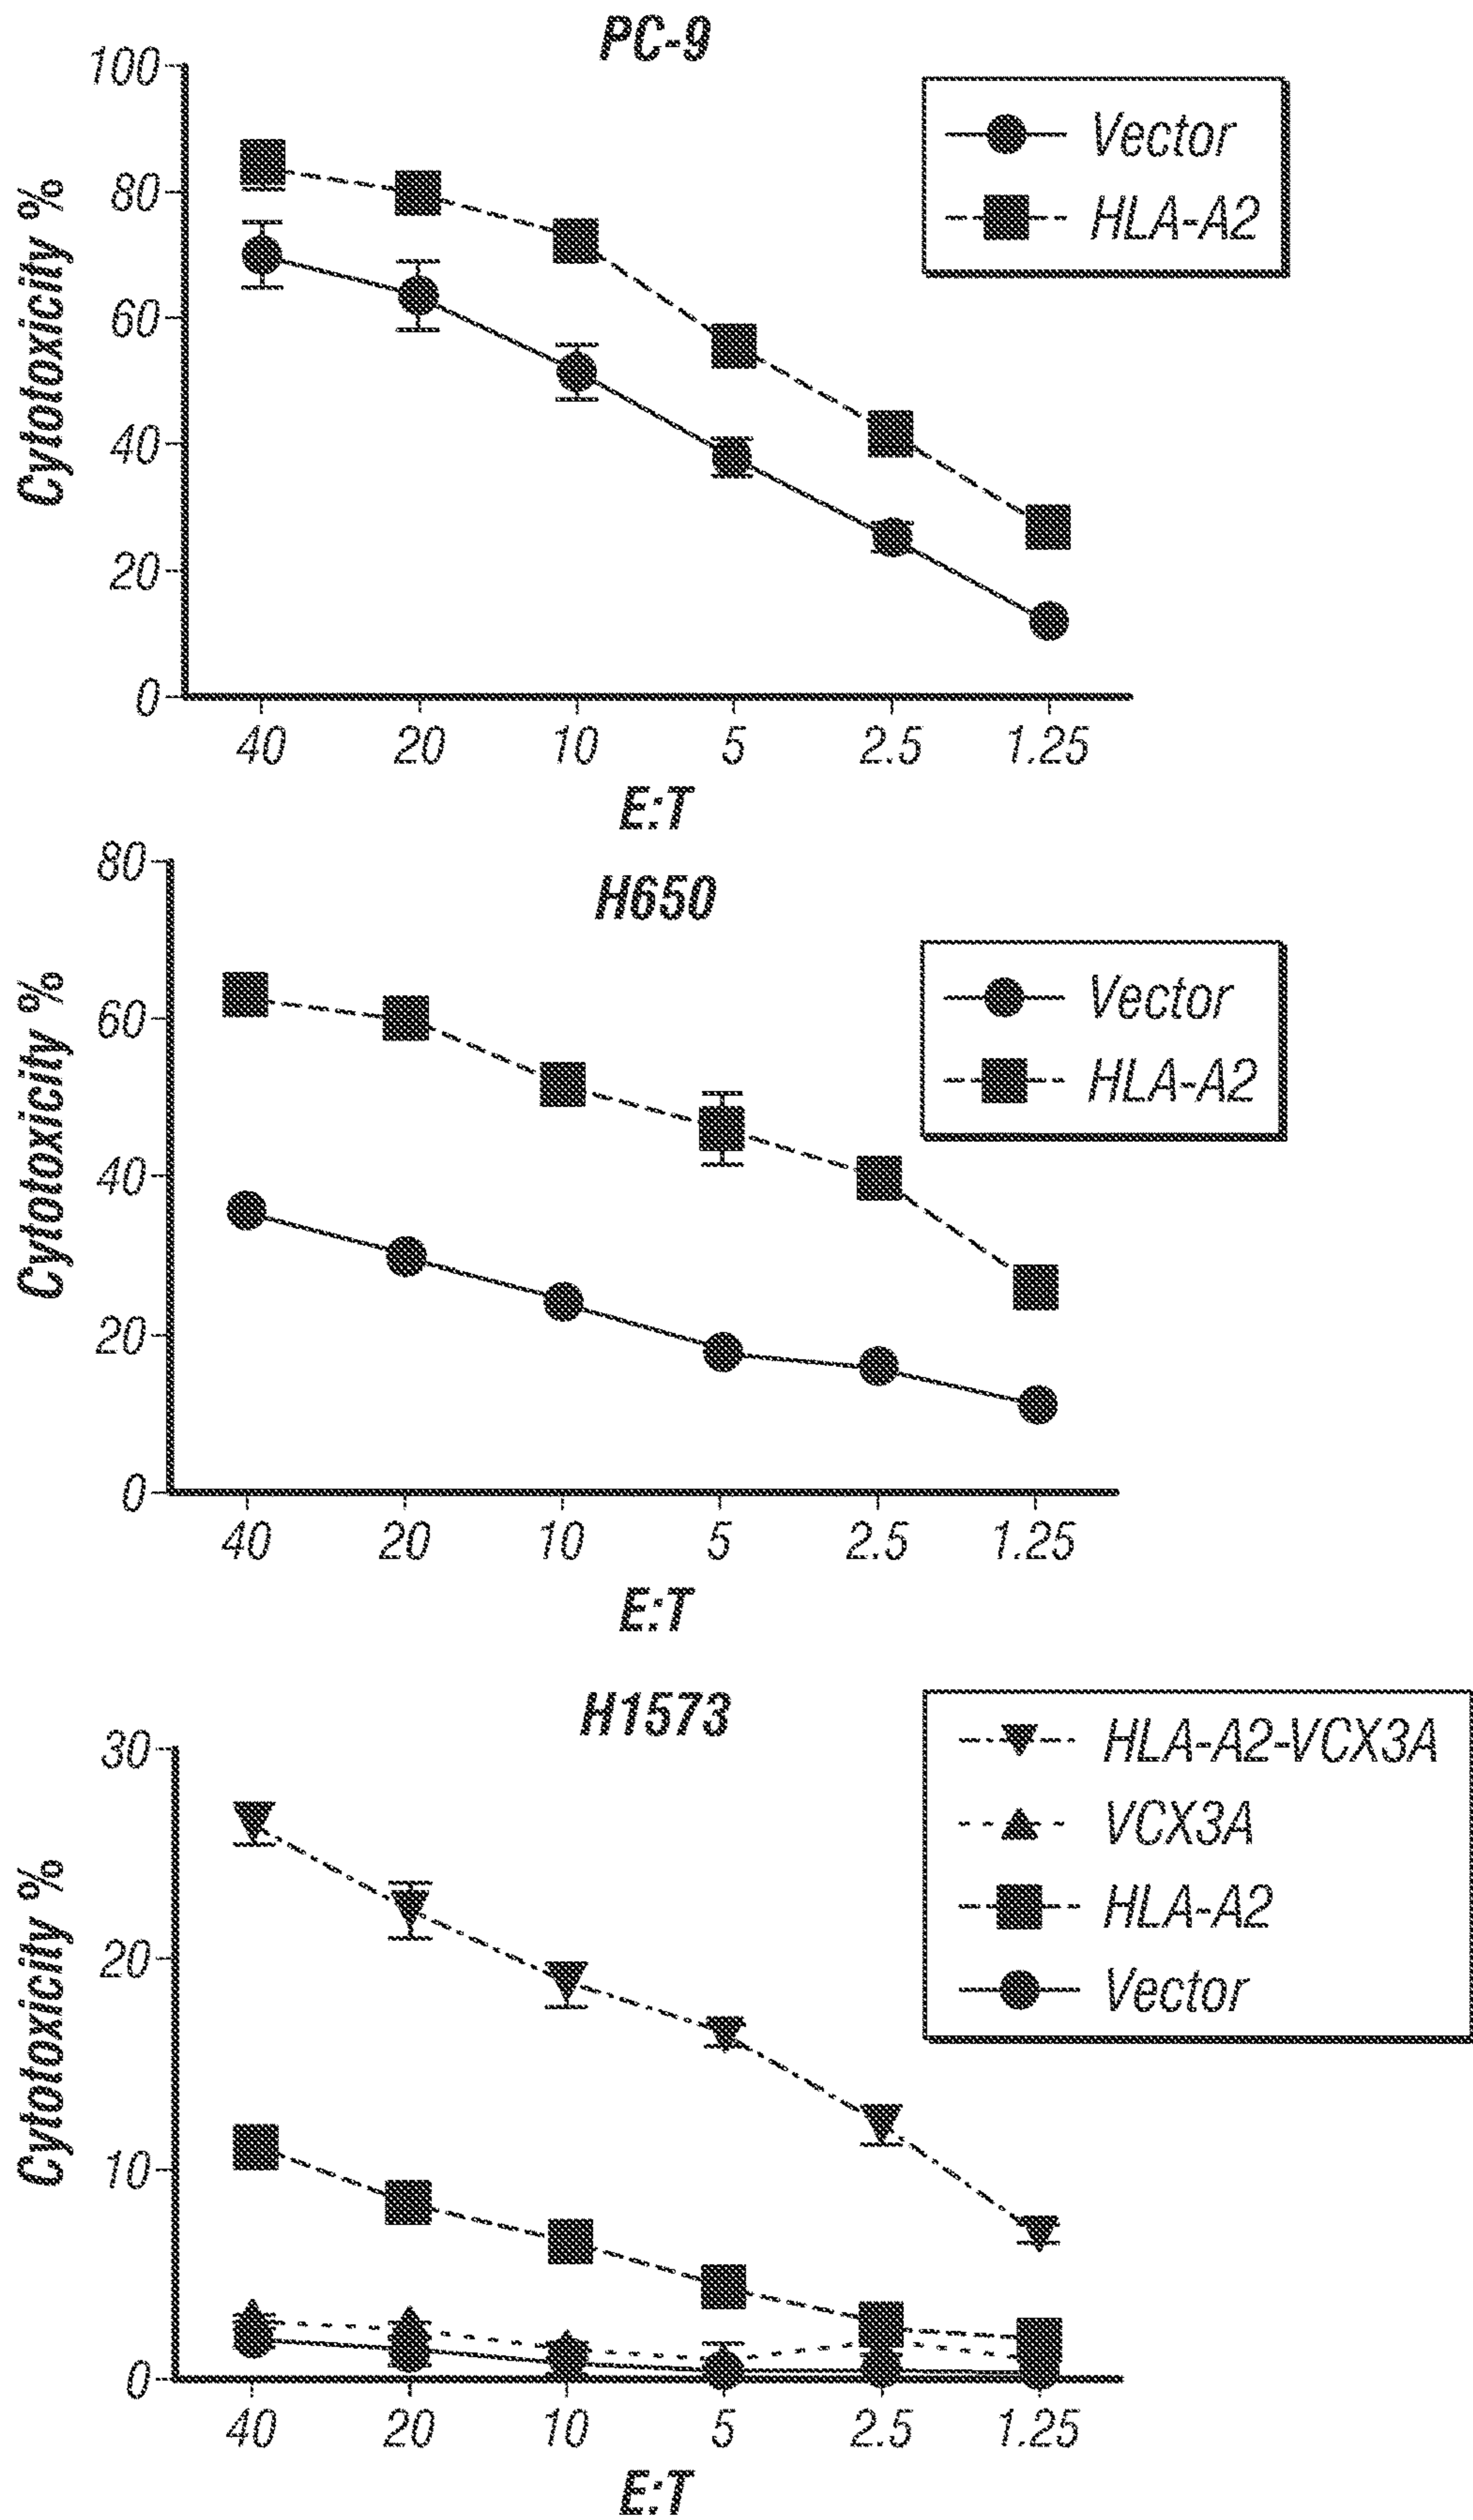 PC-9
Cytotoxicity %
100
80
60
40
20
0
40 20 10 5 2.5 1.25
E:T
Vector
HLA-A2
H650
Cytotoxicity %
80
60
40
20
0
40 20 10 5 2.5 1.25
E:T
Vector
HLA-A2
H1573
Cytotoxicity %
30
20
10
0
40 20 10 5 2.5 1.25
E:T
HLA-A2-VCX3A
VCX3A
HLA-A2
Vector